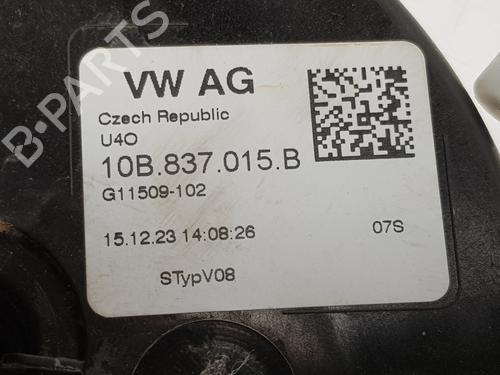 VW AG
Czech Republic
U4O
10B.837.015.B
G11509-102
15.12.23 14:08:26 07S
STypV08
B-PARTS